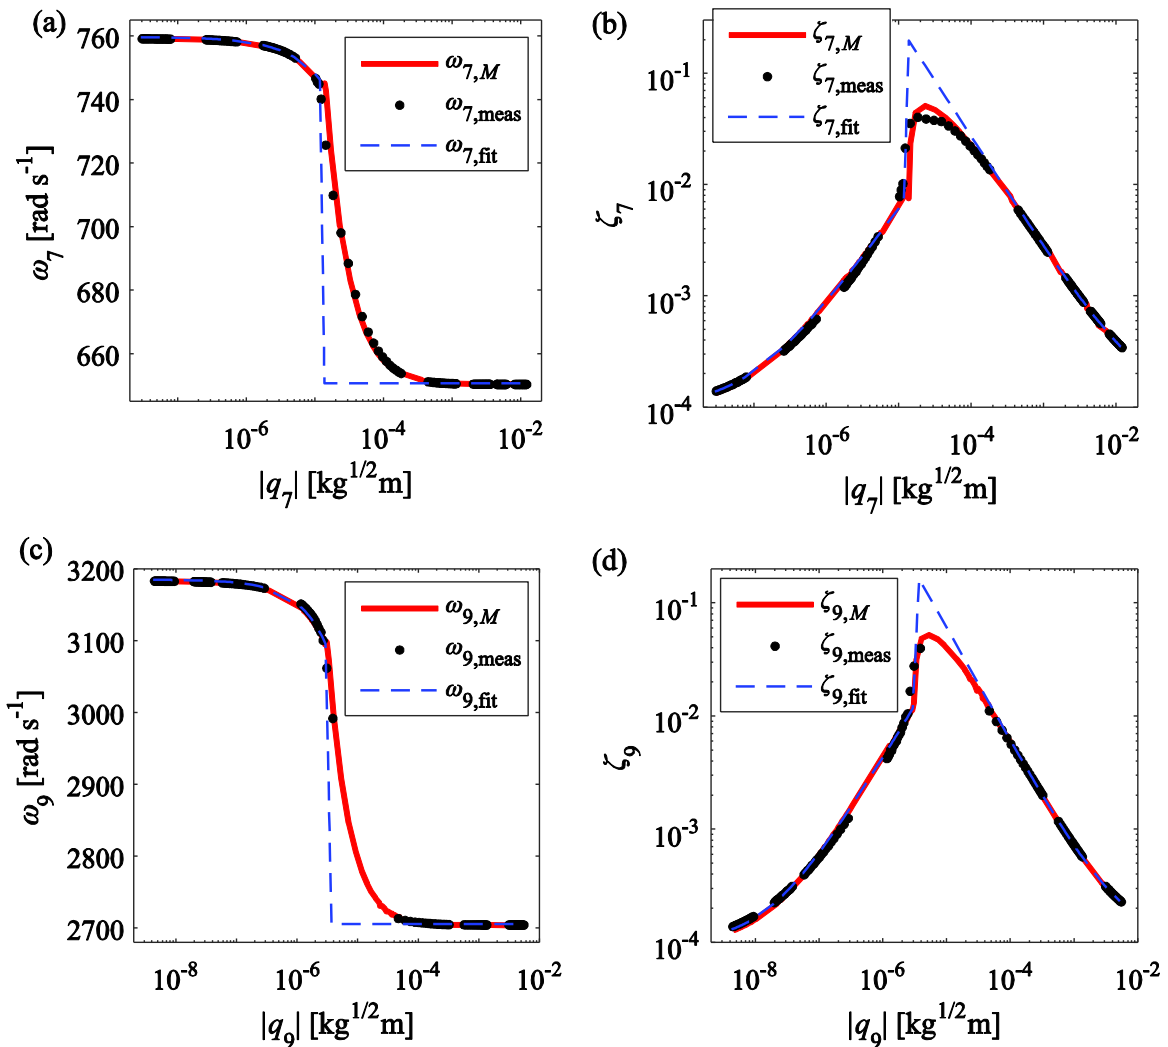 (a)
760
740
720
700
680
660
ω7 [rad s-1]
ω7,M
ω7,meas
ω7,fit
10-6
10-4
10-2
|q7| [kg1/2m]
(b)
10-1
10-2
10-3
10-4
ζ7
ζ7,M
ζ7,meas
ζ7,fit
10-6
10-4
10-2
|q7| [kg1/2m]
(c)
3200
3100
3000
2900
2800
2700
ω9 [rad s-1]
ω9,M
ω9,meas
ω9,fit
10-8
10-6
10-4
10-2
|q9| [kg1/2m]
(d)
10-1
10-2
10-3
10-4
ζ9
ζ9,M
ζ9,meas
ζ9,fit
10-8
10-6
10-4
10-2
|q9| [kg1/2m]